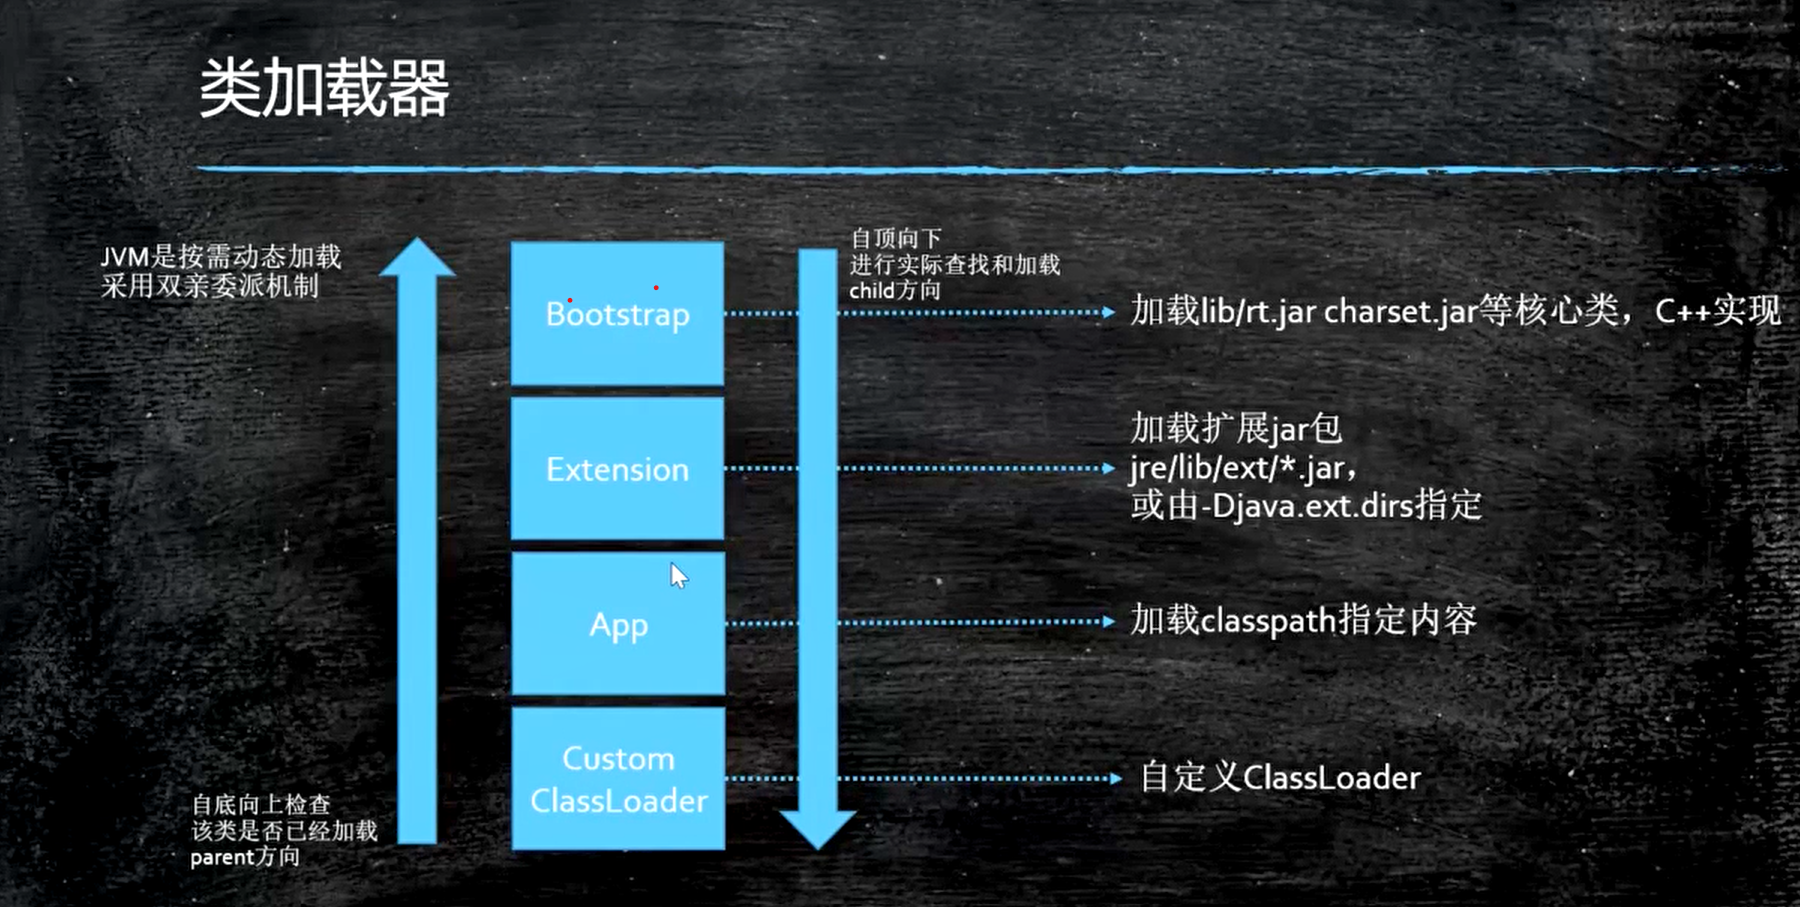 类加载器
JVM是按需动态加载
采用双亲委派机制
自顶向下
进行实际查找和加载
child方向
Bootstrap
加载lib/rt.jar charset.jar等核心类，C++实现
Extension
加载扩展jar包
jre/lib/ext/*.jar，
或由-Djava.ext.dirs指定
App
加载classpath指定内容
Custom
ClassLoader
自定义ClassLoader
自底向上检查
该类是否已经加载
parent方向